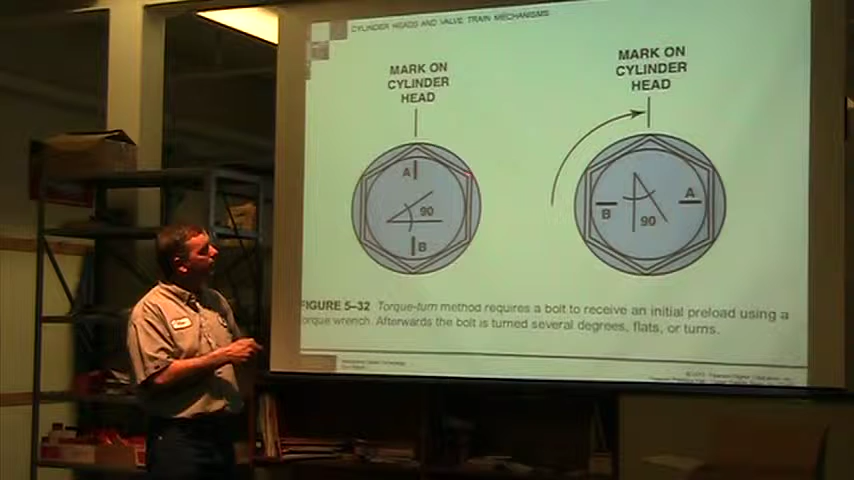 CYLINDER HEADS AND VALVE TRAIN MECHANISMS
MARK ON
CYLINDER
HEAD
A
90
B
MARK ON
CYLINDER
HEAD
B
A
90
FIGURE 5–32 Torque-turn method requires a bolt to receive an initial preload using a
torque wrench. Afterwards the bolt is turned several degrees, flats, or turns.